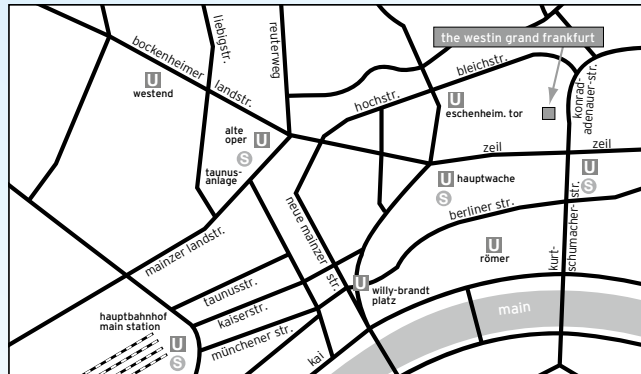 the westin grand frankfurt
bockenheimer
landstr.
liebigstr.
reuterweg
bleichstr.
hochstr.
konrad-
adenauer-str.
U
westend
U
eschenheim. tor
alte
oper
U
S
taunus-
anlage
zeil
zeil
U
hauptwache
S
U
S
berliner str.
neue mainzer str.
mainzer landstr.
U
römer
kurt-
schumacher-str.
taunusstr.
kaiserstr.
münchener str.
U
willy-brandt
platz
main
kai
hauptbahnhof
main station
U
S